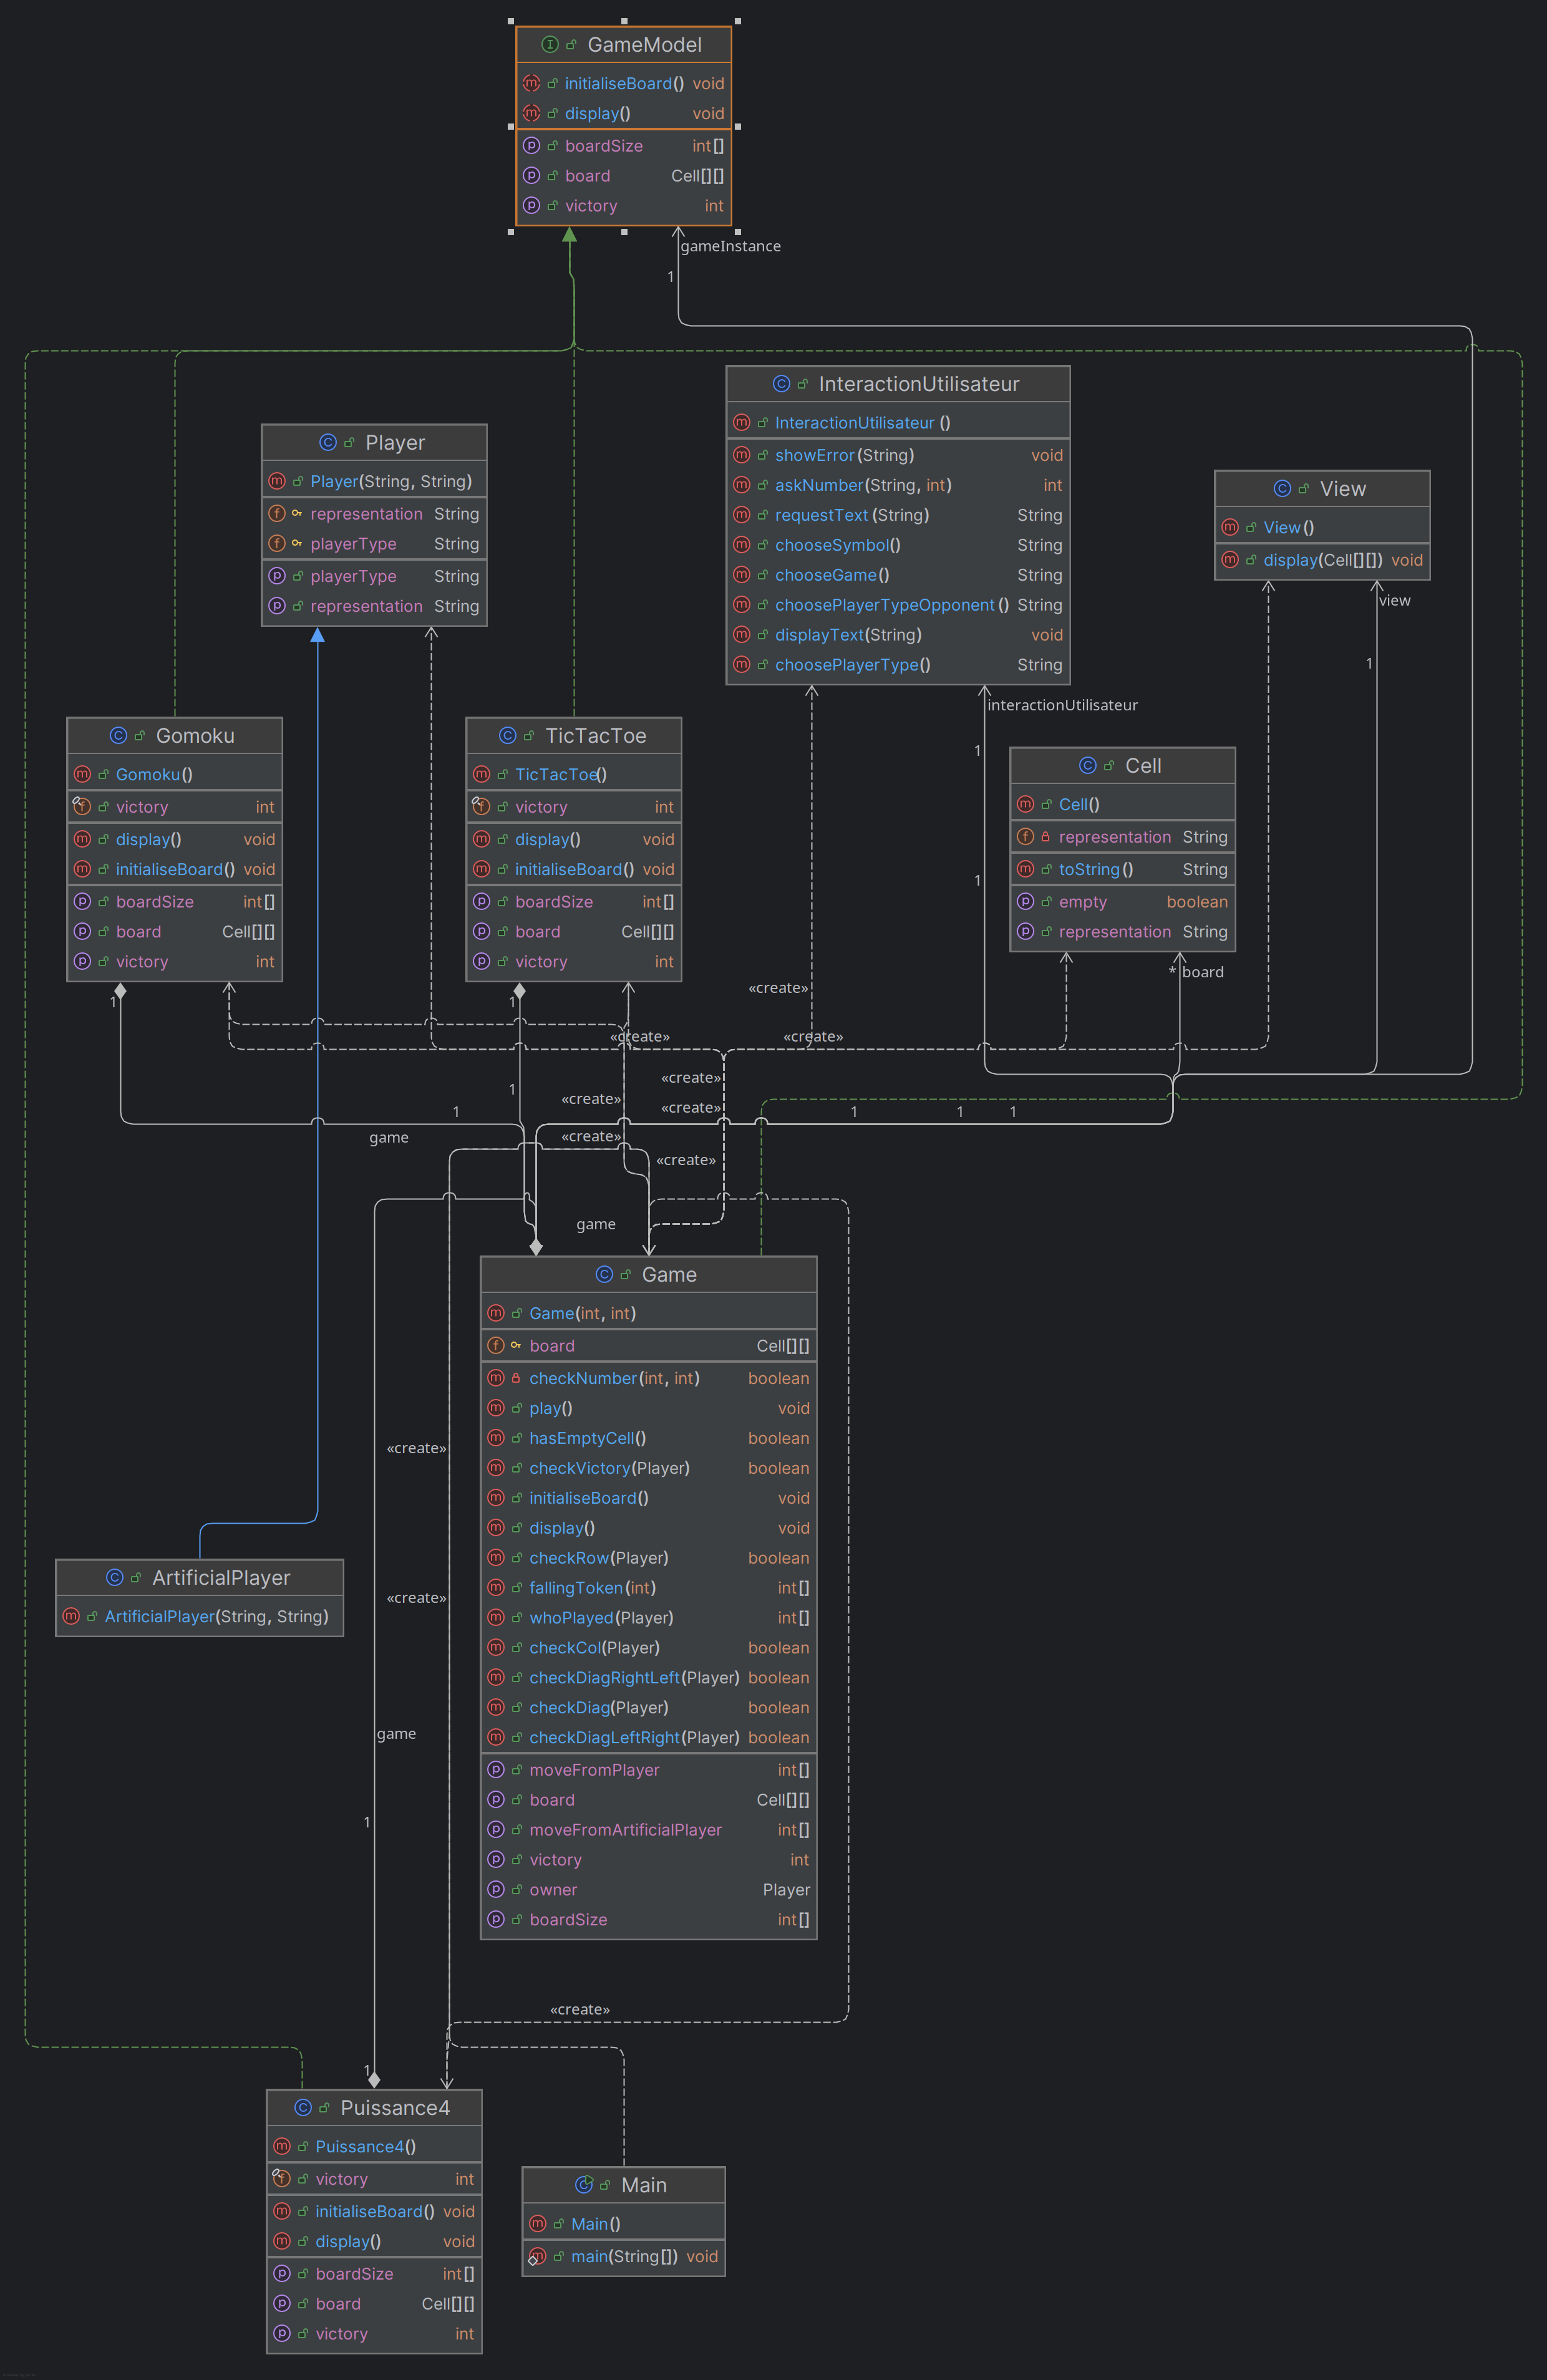 GameModel
initialiseBoard() void
display() void
boardSize int[]
board Cell[][]
victory int
gameInstance
1
InteractionUtilisateur
InteractionUtilisateur ()
showError(String) void
askNumber(String, int) int
requestText (String) String
chooseSymbol() String
chooseGame() String
choosePlayerTypeOpponent () String
displayText(String) void
choosePlayerType() String
Player
Player(String, String)
representation String
playerType String
playerType String
representation String
View
View ()
display(Cell[][]) void
view
1
interactionUtilisateur
1
1
Gomoku
Gomoku()
victory int
display() void
initialiseBoard() void
boardSize int[]
board Cell[][]
victory int
TicTacToe
TicTacToe()
victory int
display() void
initialiseBoard() void
boardSize int[]
board Cell[][]
victory int
Cell
Cell()
representation String
toString () String
empty boolean
representation String
* board
1
1
«create»
«create»
«create»
«create»
1
«create»
«create»
1
1
1
1
game
«create»
«create»
game
Game
Game(int, int)
board Cell[][]
checkNumber(int, int) boolean
play() void
hasEmptyCell() boolean
checkVictory(Player) boolean
initialiseBoard() void
display() void
checkRow(Player) boolean
fallingToken(int) int[]
whoPlayed(Player) int[]
checkCol(Player) boolean
checkDiagRightLeft(Player) boolean
checkDiag(Player) boolean
checkDiagLeftRight(Player) boolean
moveFromPlayer int[]
board Cell[][]
moveFromArtificialPlayer int[]
victory int
owner Player
boardSize int[]
«create»
«create»
ArtificialPlayer
ArtificialPlayer(String, String)
game
1
«create»
1
Puissance4
Puissance4()
victory int
initialiseBoard() void
display() void
boardSize int[]
board Cell[][]
victory int
Main
Main()
main(String[]) void